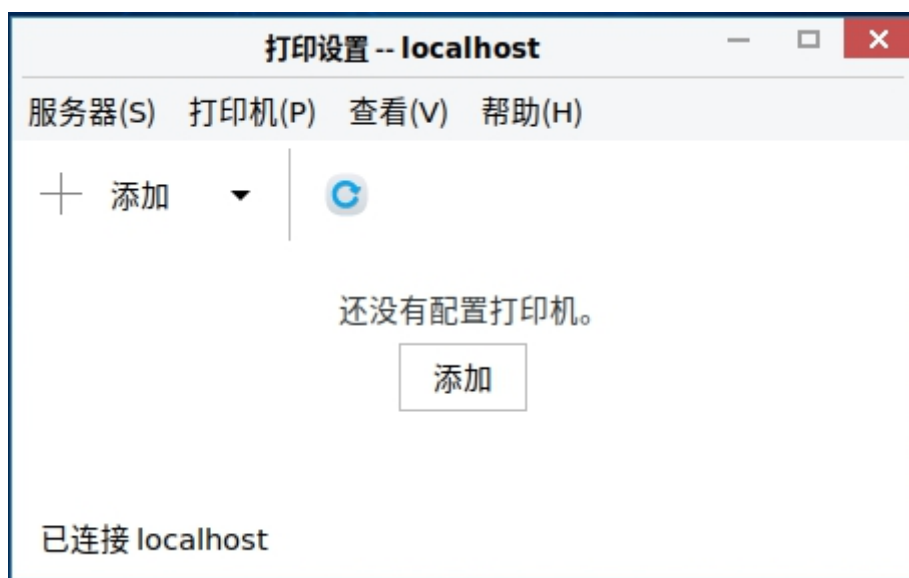 打印设置 -- localhost
服务器(S) 打印机(P) 查看(V) 帮助(H)
添加
还没有配置打印机。
添加
已连接 localhost